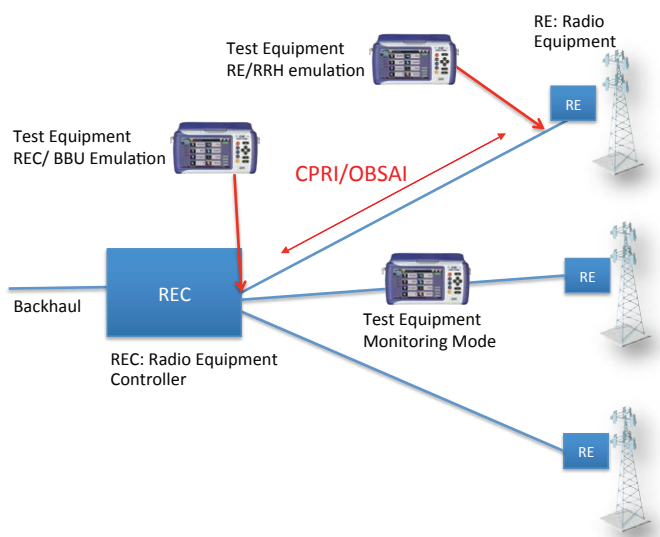 Test Equipment
RE/RRH emulation
RE: Radio
Equipment
RE
Test Equipment
REC/ BBU Emulation
CPRI/OBSAI
REC
RE
Backhaul
Test Equipment
Monitoring Mode
REC: Radio Equipment
Controller
RE